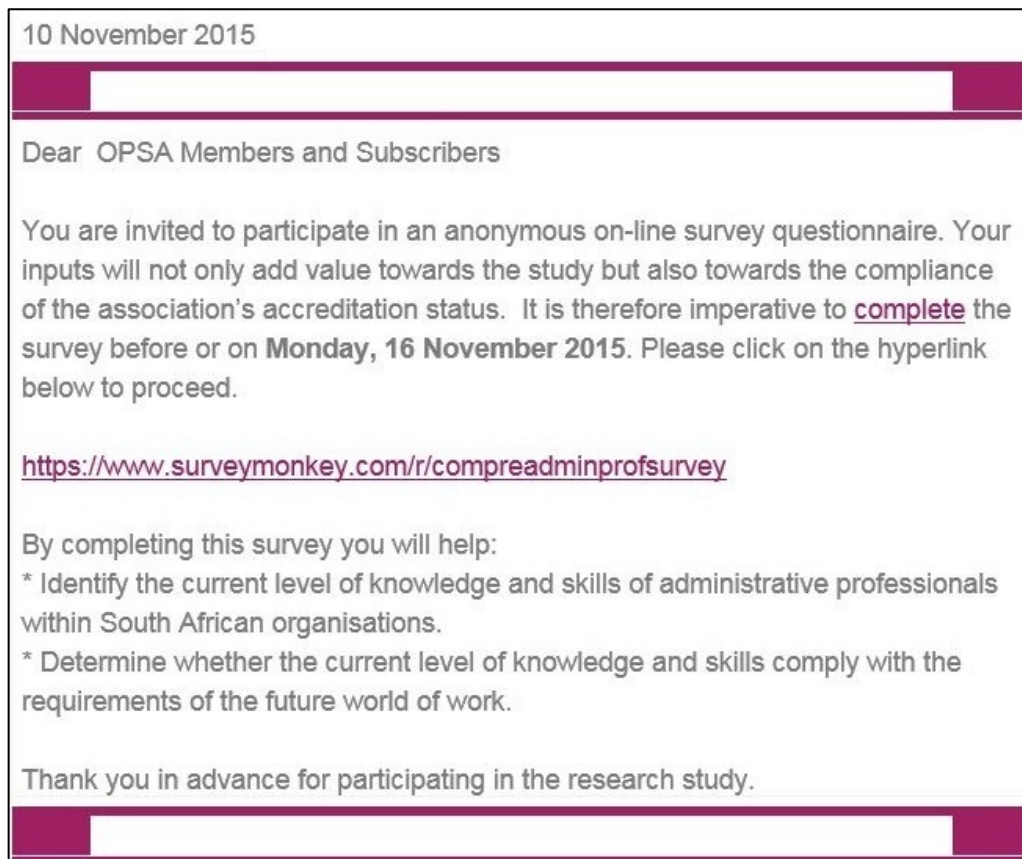 10 November 2015
Dear  OPSA Members and Subscribers
You are invited to participate in an anonymous on-line survey questionnaire. Your
inputs will not only add value towards the study but also towards the compliance
of the association's accreditation status.  It is therefore imperative to complete the
survey before or on Monday, 16 November 2015. Please click on the hyperlink
below to proceed.
https://www.surveymonkey.com/r/compreadminprofsurvey
By completing this survey you will help:
* Identify the current level of knowledge and skills of administrative professionals
within South African organisations.
* Determine whether the current level of knowledge and skills comply with the
requirements of the future world of work.
Thank you in advance for participating in the research study.